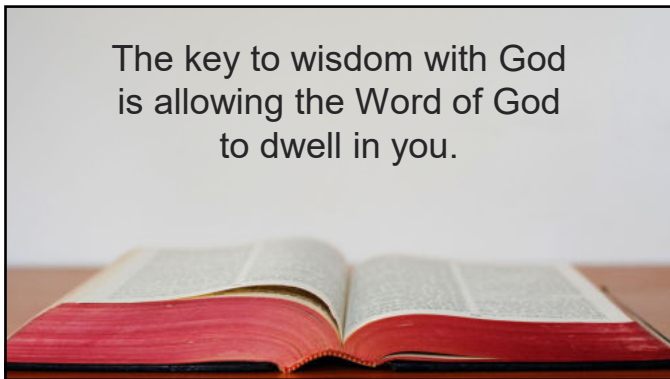 The key to wisdom with God
is allowing the Word of God
to dwell in you.